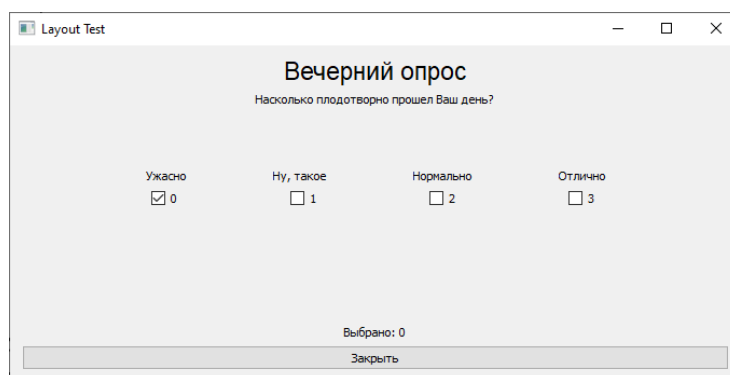 Layout Test
Вечерний опрос
Насколько плодотворно прошел Ваш день?
Ужасно Ну, такое Нормально Отлично
0 1 2 3
Выбрано: 0
Закрыть